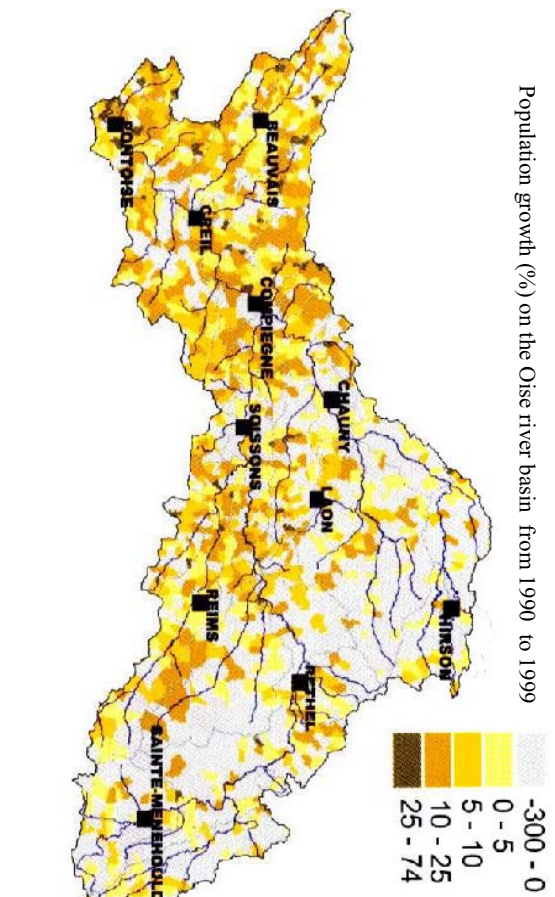 Population growth (%) on the Oise river basin from 1990 to 1999
-300 - 0
0 - 5
5 - 10
10 - 25
25 - 74
HIRSON
CHAUNY
LAON
RETHEL
BEAUVAIS
COMPIEGNE
SOISSONS
CREIL
REIMS
PONTOISE
SAINTE-MENEHOULD